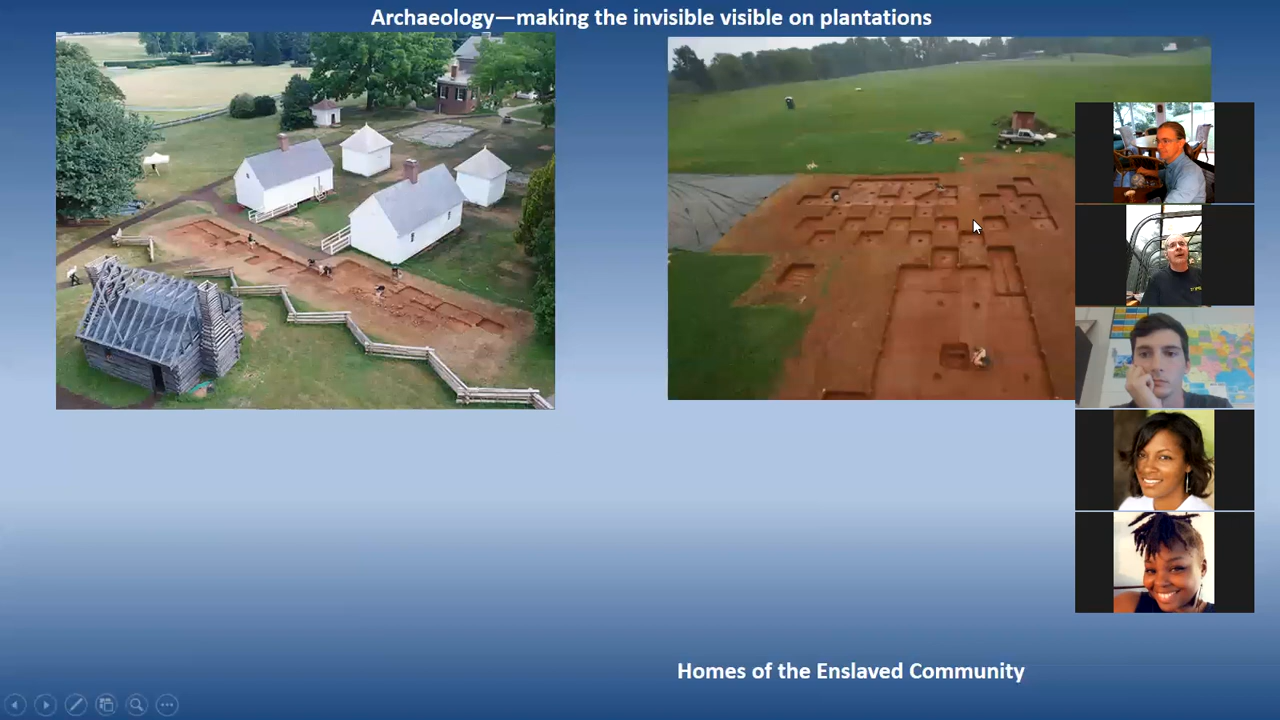 Archaeology—making the invisible visible on plantations
Homes of the Enslaved Community